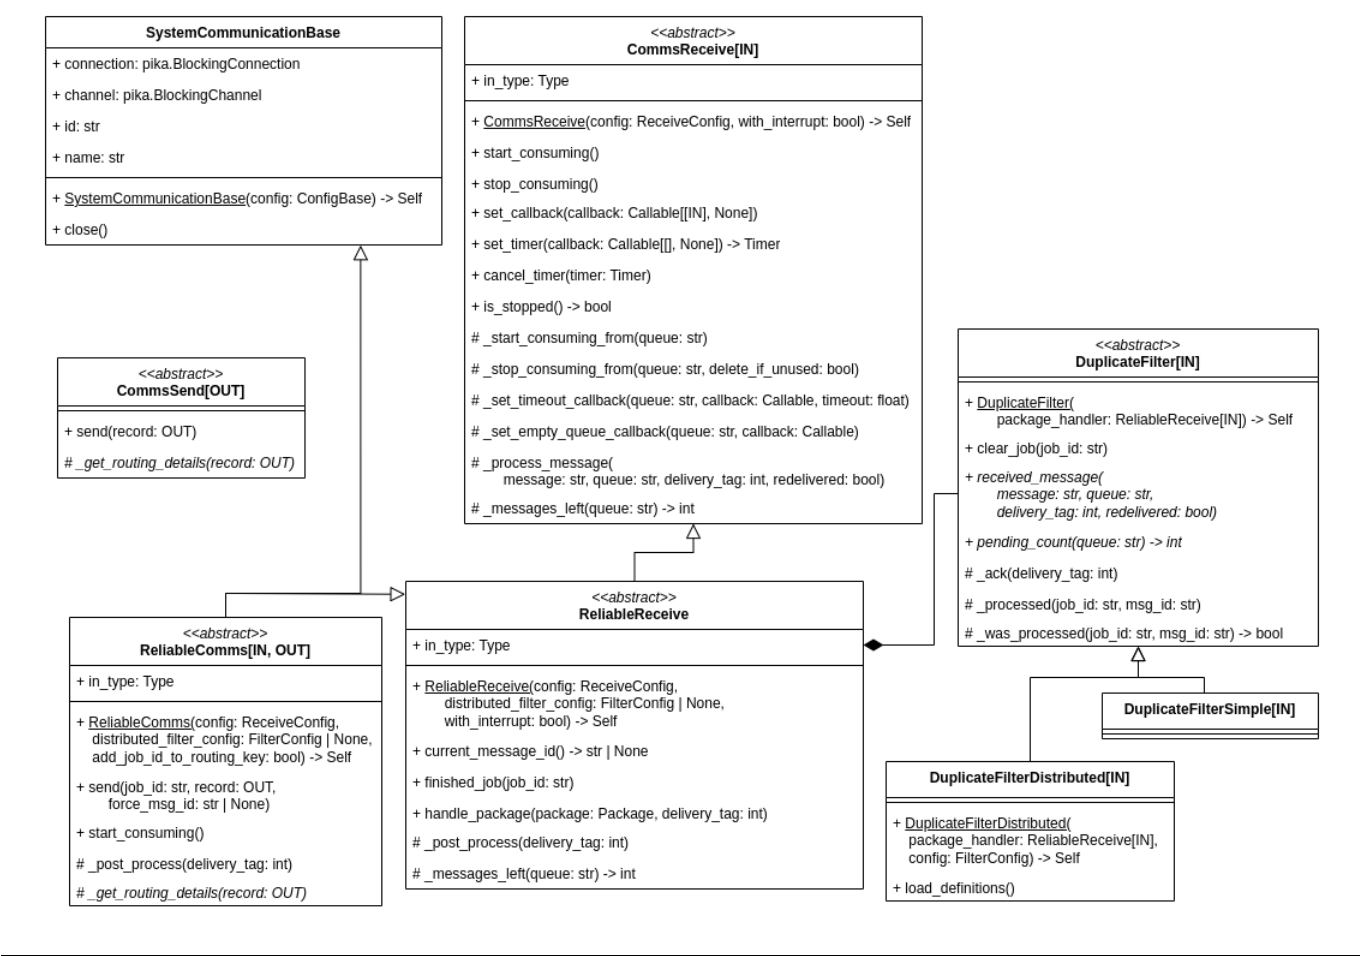 SystemCommunicationBase
+ connection: pika.BlockingConnection
+ channel: pika.BlockingChannel
+ id: str
+ name: str
+ SystemCommunicationBase(config: ConfigBase) -> Self
+ close()
<<abstract>>
CommsReceive[IN]
+ in_type: Type
+ CommsReceive(config: ReceiveConfig, with_interrupt: bool) -> Self
+ start_consuming()
+ stop_consuming()
+ set_callback(callback: Callable[[IN], None])
+ set_timer(callback: Callable[[], None]) -> Timer
+ cancel_timer(timer: Timer)
+ is_stopped() -> bool
# _start_consuming_from(queue: str)
# _stop_consuming_from(queue: str, delete_if_unused: bool)
# _set_timeout_callback(queue: str, callback: Callable, timeout: float)
# _set_empty_queue_callback(queue: str, callback: Callable)
# _process_message(
message: str, queue: str, delivery_tag: int, redelivered: bool)
# _messages_left(queue: str) -> int
<<abstract>>
CommsSend[OUT]
+ send(record: OUT)
# _get_routing_details(record: OUT)
<<abstract>>
DuplicateFilter[IN]
+ DuplicateFilter(
package_handler: ReliableReceive[IN]) -> Self
+ clear_job(job_id: str)
+ received_message(
message: str, queue: str,
delivery_tag: int, redelivered: bool)
+ pending_count(queue: str) -> int
# _ack(delivery_tag: int)
# _processed(job_id: str, msg_id: str)
# _was_processed(job_id: str, msg_id: str) -> bool
<<abstract>>
ReliableComms[IN, OUT]
+ in_type: Type
+ ReliableComms(config: ReceiveConfig,
distributed_filter_config: FilterConfig | None,
add_job_id_to_routing_key: bool) -> Self
+ send(job_id: str, record: OUT,
force_msg_id: str | None)
+ start_consuming()
# _post_process(delivery_tag: int)
# _get_routing_details(record: OUT)
<<abstract>>
ReliableReceive
+ in_type: Type
+ ReliableReceive(config: ReceiveConfig,
distributed_filter_config: FilterConfig | None,
with_interrupt: bool) -> Self
+ current_message_id() -> str | None
+ finished_job(job_id: str)
+ handle_package(package: Package, delivery_tag: int)
# _post_process(delivery_tag: int)
# _messages_left(queue: str) -> int
DuplicateFilterSimple[IN]
DuplicateFilterDistributed[IN]
+ DuplicateFilterDistributed(
package_handler: ReliableReceive[IN],
config: FilterConfig) -> Self
+ load_definitions()